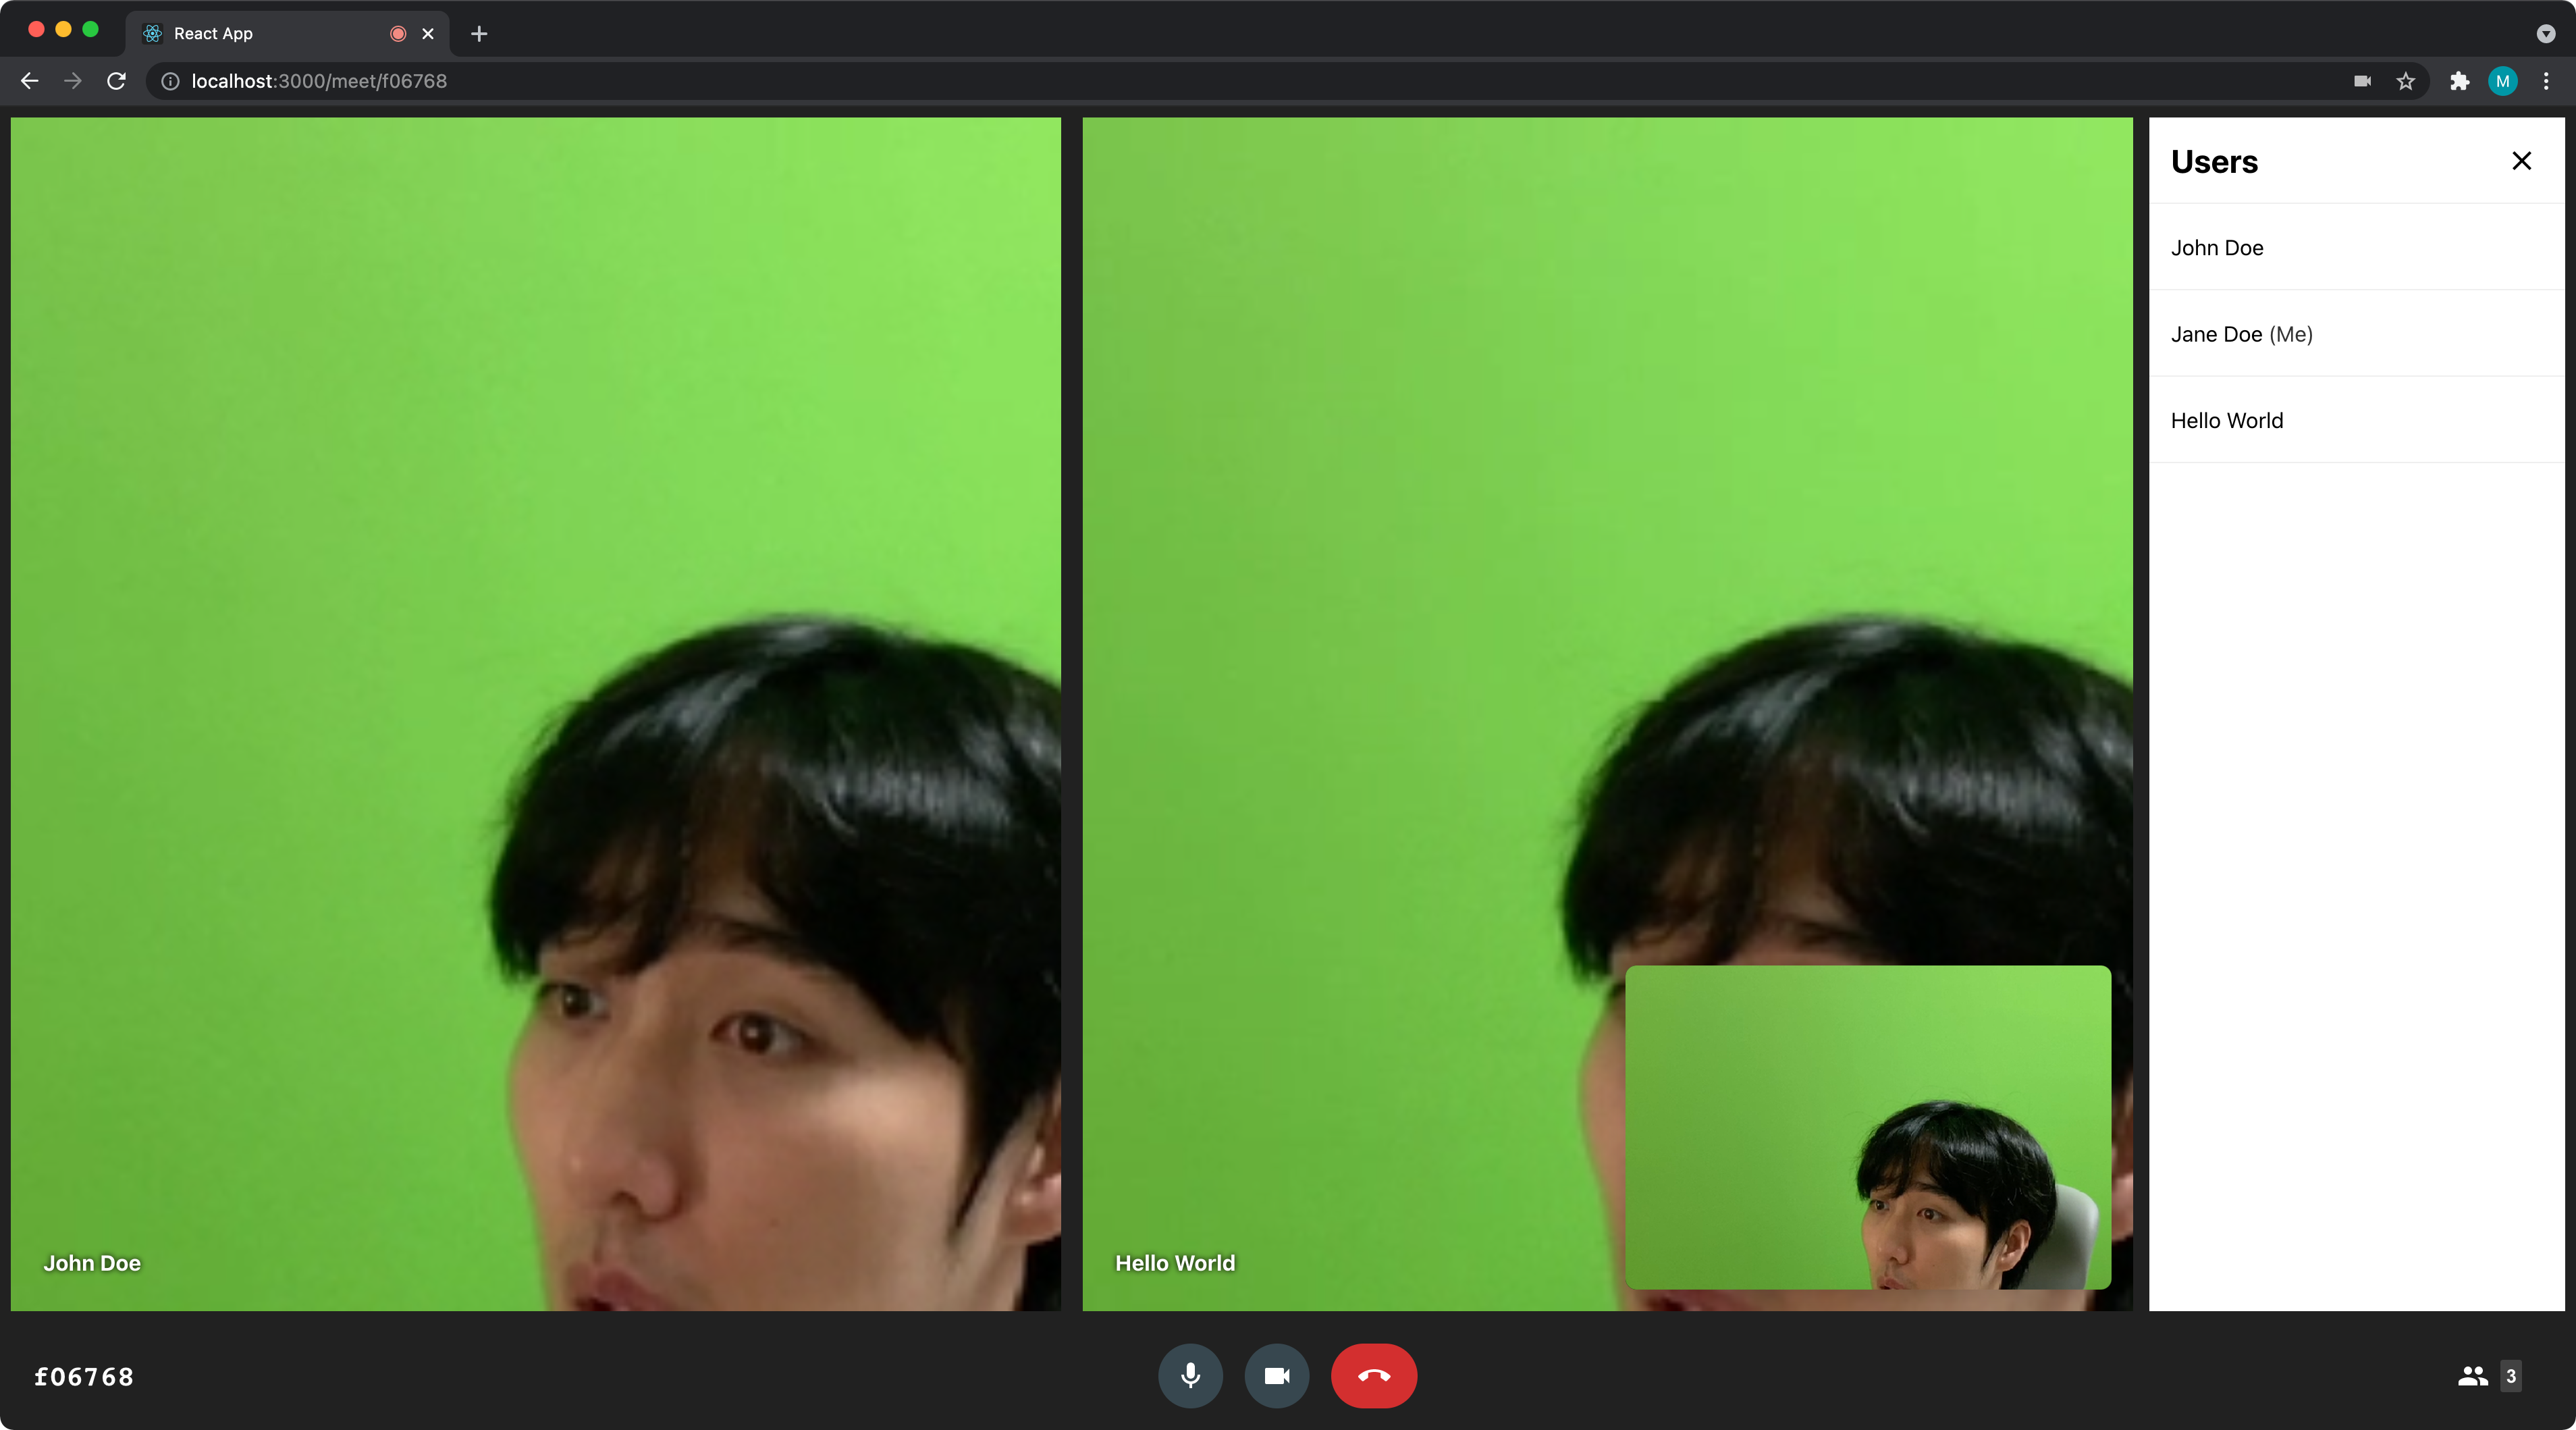 React App
localhost:3000/meet/f06768
M
Users
John Doe
Jane Doe (Me)
Hello World
John Doe
Hello World
f06768
3